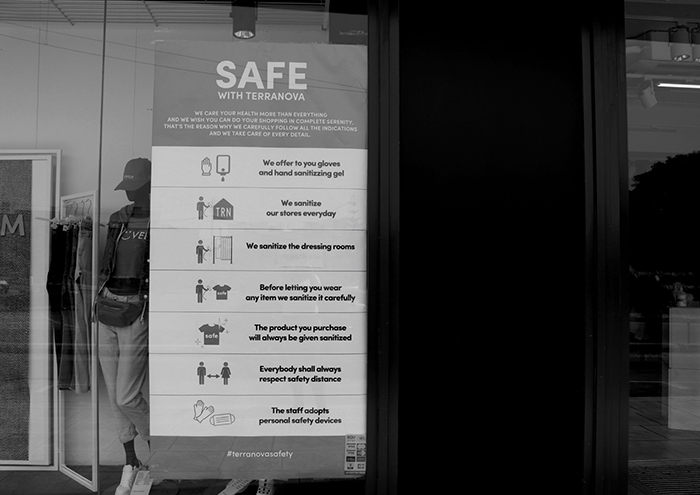 SAFE
WITH TERRANOVA
WE CARE YOUR HEALTH MORE THAN EVERYTHING
AND WE WISH YOU CAN DO YOUR SHOPPING IN COMPLETE SERENITY.
THAT'S THE REASON WHY WE CAREFULLY FOLLOW ALL THE INDICATIONS
AND WE TAKE CARE OF EVERY DETAIL.
We offer to you gloves
and hand sanitizzing gel
TRN
We sanitize
our stores everyday
We sanitize the dressing rooms
safe
Before letting you wear
any item we sanitize it carefully
safe
The product you purchase
will always be given sanitized
Everybody shall always
respect safety distance
The staff adopts
personal safety devices
#terranovasafety
M